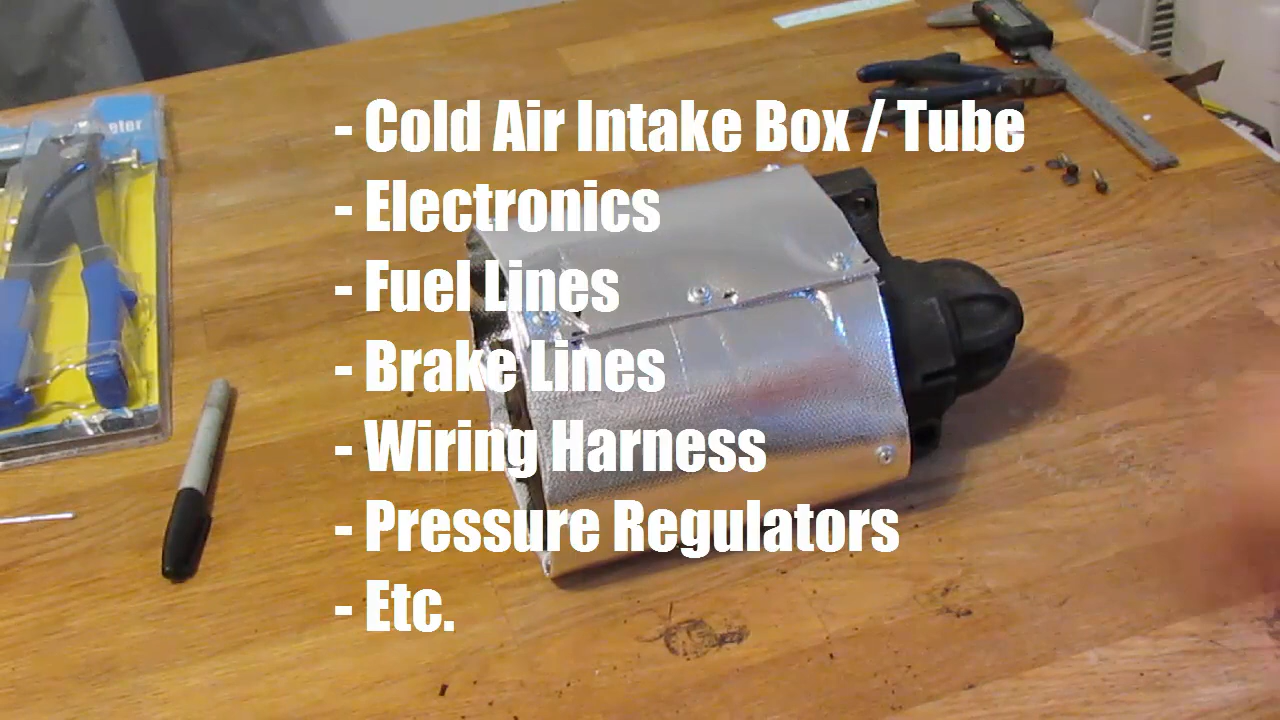 - Cold Air Intake Box / Tube
- Electronics
- Fuel Lines
- Brake Lines
- Wiring Harness
- Pressure Regulators
- Etc.